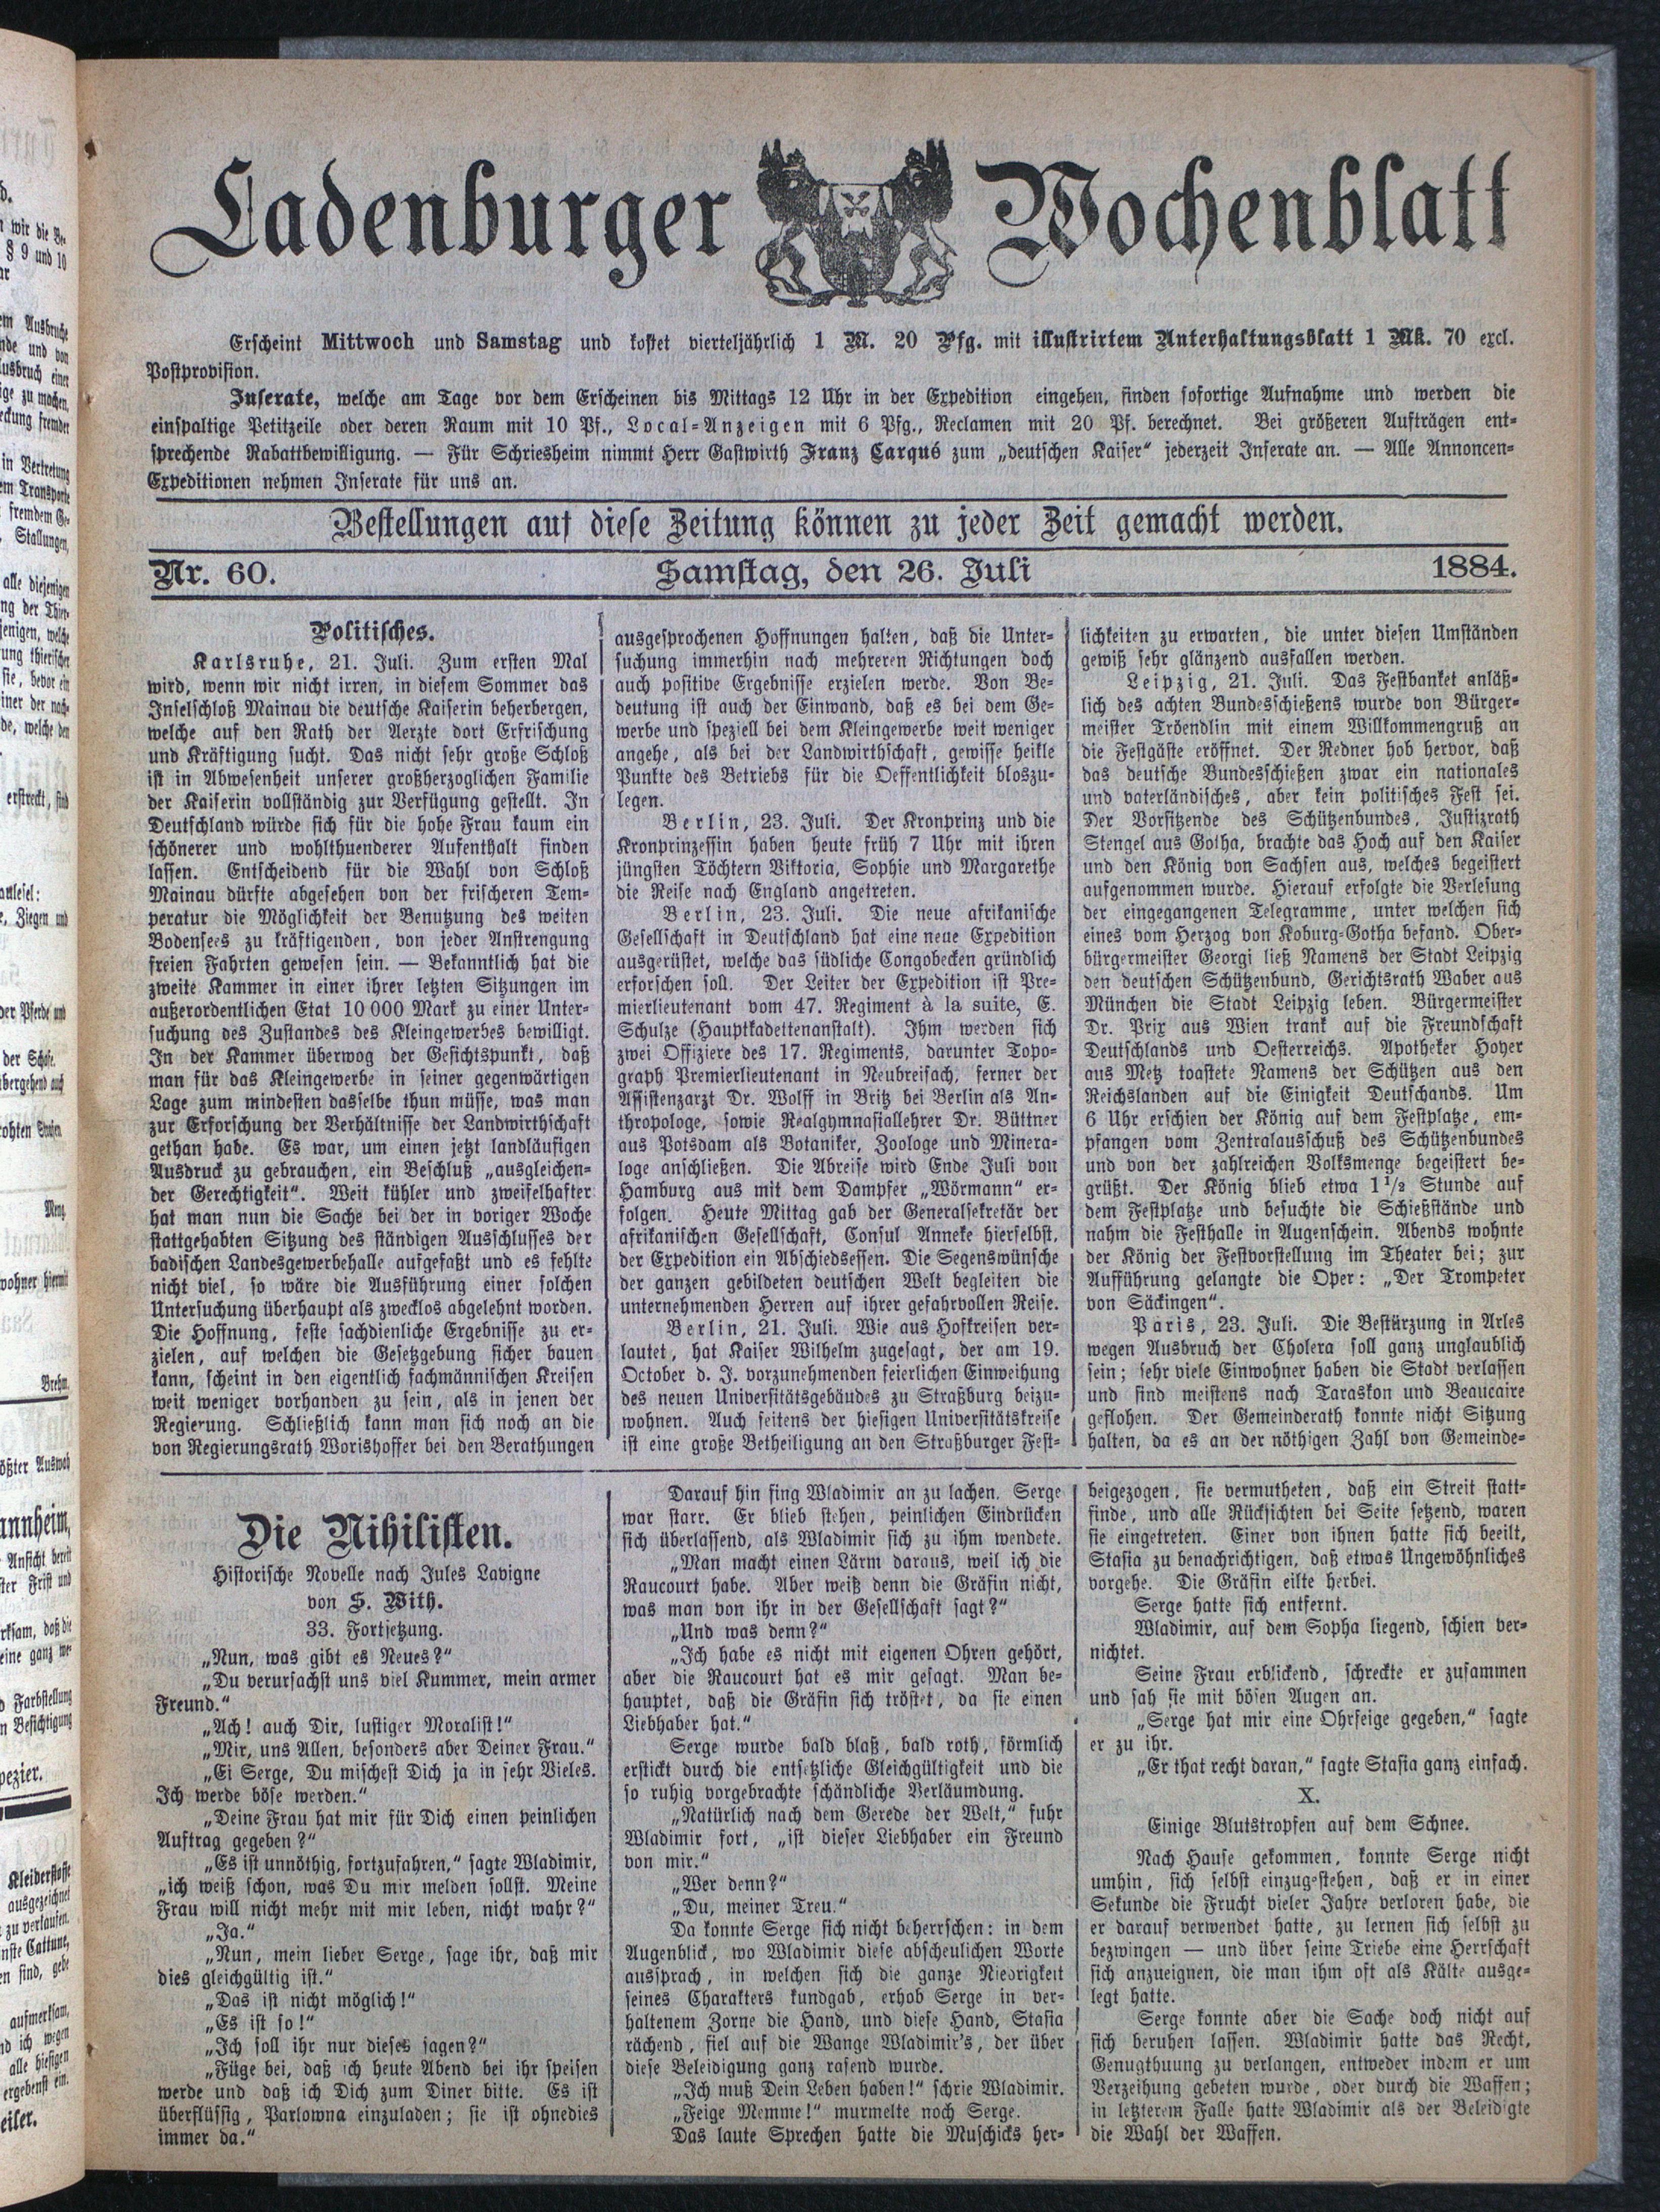 Ladenburger Wochenblatt
Erscheint Mittwoch und Samstag und kostet vierteljährlich 1 M. 20 Pfg. mit illustrirtem Unterhaltungsblatt 1 Mk. 70 excl.
Postprovision.
Inserate, welche am Tage vor dem Erscheinen bis Mittags 12 Uhr in der Expedition eingehen, finden sofortige Aufnahme und werden die
einspaltige Petitzeile oder deren Raum mit 10 Pf., Local-Anzeigen mit 6 Pfg., Reclamen mit 20 Pf. berechnet. Bei größeren Aufträgen ent-
sprechende Rabattbewilligung. — Für Schriesheim nimmt Herr Gastwirth Franz Carqué zum „deutschen Kaiser“ jederzeit Inserate an. — Alle Annoncen-
Expeditionen nehmen Inserate für uns an.
Bestellungen auf diese Zeitung können zu jeder Zeit gemacht werden.
Nr. 60. Samstag, den 26. Juli 1884.
Politisches.
Karlsruhe, 21. Juli. Zum ersten Mal
wird, wenn wir nicht irren, in diesem Sommer das
Inselschloß Mainau die deutsche Kaiserin beherbergen,
welche auf den Rath der Aerzte dort Erfrischung
und Kräftigung sucht. Das nicht sehr große Schloß
ist in Abwesenheit unserer großherzoglichen Familie
der Kaiserin vollständig zur Verfügung gestellt. In
Deutschland würde sich für die hohe Frau kaum ein
schönerer und wohlthuenderer Aufenthalt finden
lassen. Entscheidend für die Wahl von Schloß
Mainau dürfte abgesehen von der frischeren Tem-
peratur die Möglichkeit der Benutzung des weiten
Bodensees zu kräftigenden, von jeder Anstrengung
freien Fahrten gewesen sein. — Bekanntlich hat die
zweite Kammer in einer ihrer letzten Sitzungen im
außerordentlichen Etat 10 000 Mark zu einer Unter-
suchung des Zustandes des Kleingewerbes bewilligt.
In der Kammer überwog der Gesichtspunkt, daß
man für das Kleingewerbe in seiner gegenwärtigen
Lage zum mindesten dasselbe thun müsse, was man
zur Erforschung der Verhältnisse der Landwirthschaft
gethan habe. Es war, um einen jetzt landläufigen
Ausdruck zu gebrauchen, ein Beschluß „ausgleichen-
der Gerechtigkeit“. Weit kühler und zweifelhafter
hat man nun die Sache bei der in voriger Woche
stattgehabten Sitzung des ständigen Ausschusses der
badischen Landesgewerbehalle aufgefaßt und es fehlte
nicht viel, so wäre die Ausführung einer solchen
Untersuchung überhaupt als zwecklos abgelehnt worden.
Die Hoffnung, feste sachdienliche Ergebnisse zu er-
zielen, auf welchen die Gesetzgebung sicher bauen
kann, scheint in den eigentlich fachmännischen Kreisen
weit weniger vorhanden zu sein, als in jenen der
Regierung. Schließlich kann man sich noch an die
von Regierungsrath Worishoffer bei den Berathungen
ausgesprochenen Hoffnungen halten, daß die Unter-
suchung immerhin nach mehreren Richtungen doch
auch positive Ergebnisse erzielen werde. Von Be-
deutung ist auch der Einwand, daß es bei dem Ge-
werbe und speziell bei dem Kleingewerbe weit weniger
angehe, als bei der Landwirthschaft, gewisse heikle
Punkte des Betriebs für die Oeffentlichkeit bloszu-
legen.
Berlin, 23. Juli. Der Kronprinz und die
Kronprinzessin haben heute früh 7 Uhr mit ihren
jüngsten Töchtern Viktoria, Sophie und Margarethe
die Reise nach England angetreten.
Berlin, 23. Juli. Die neue afrikanische
Gesellschaft in Deutschland hat eine neue Expedition
ausgerüstet, welche das südliche Congobecken gründlich
erforschen soll. Der Leiter der Expedition ist Pre-
mierlieutenant vom 47. Regiment à la suite, E.
Schulze (Hauptkadettenanstalt). Ihm werden sich
zwei Offiziere des 17. Regiments, darunter Topo-
graph Premierlieutenant in Neubreisach, ferner der
Assistenzarzt Dr. Wolff in Britz bei Berlin als An-
thropologe, sowie Realgymnasiallehrer Dr. Büttner
aus Potsdam als Botaniker, Zoologe und Minera-
loge anschließen. Die Abreise wird Ende Juli von
Hamburg aus mit dem Dampfer „Wörmann“ er-
folgen. Heute Mittag gab der Generalsekretär der
afrikanischen Gesellschaft, Consul Anneke hierselbst,
der Expedition ein Abschiedsessen. Die Segenswünsche
der ganzen gebildeten deutschen Welt begleiten die
unternehmenden Herren auf ihrer gefahrvollen Reise.
Berlin, 21. Juli. Wie aus Hofkreisen ver-
lautet, hat Kaiser Wilhelm zugesagt, der am 19.
October d. J. vorzunehmenden feierlichen Einweihung
des neuen Universitätsgebäudes zu Straßburg beizu-
wohnen. Auch seitens der hiesigen Universitätskreise
ist eine große Betheiligung an den Straßburger Fest-
lichkeiten zu erwarten, die unter diesen Umständen
gewiß sehr glänzend ausfallen werden.
Leipzig, 21. Juli. Das Festbanket anläß-
lich des achten Bundesschießens wurde von Bürger-
meister Tröendlin mit einem Willkommengruß an
die Festgäste eröffnet. Der Redner hob hervor, daß
das deutsche Bundesschießen zwar ein nationales
und vaterländisches, aber kein politisches Fest sei.
Der Vorsitzende des Schützenbundes, Justizrath
Stengel aus Gotha, brachte das Hoch auf den Kaiser
und den König von Sachsen aus, welches begeistert
aufgenommen wurde. Hierauf erfolgte die Verlesung
der eingegangenen Telegramme, unter welchen sich
eines vom Herzog von Koburg-Gotha befand. Ober-
bürgermeister Georgi ließ Namens der Stadt Leipzig
den deutschen Schützenbund, Gerichtsrath Waber aus
München die Stadt Leipzig leben. Bürgermeister
Dr. Prix aus Wien trank auf die Freundschaft
Deutschlands und Oesterreichs. Apotheker Hoyer
aus Metz toastete Namens der Schützen aus den
Reichslanden auf die Einigkeit Deutschands. Um
6 Uhr erschien der König auf dem Festplatze, em-
pfangen vom Zentralausschuß des Schützenbundes
und von der zahlreichen Volksmenge begeistert be-
grüßt. Der König blieb etwa 1½ Stunde auf
dem Festplatze und besuchte die Schießstände und
nahm die Festhalle in Augenschein. Abends wohnte
der König der Festvorstellung im Theater bei; zur
Aufführung gelangte die Oper: „Der Trompeter
von Säckingen“.
Paris, 23. Juli. Die Bestürzung in Arles
wegen Ausbruch der Cholera soll ganz unglaublich
sein; sehr viele Einwohner haben die Stadt verlassen
und sind meistens nach Taraskon und Beaucaire
geflohen. Der Gemeinderath konnte nicht Sitzung
halten, da es an der nöthigen Zahl von Gemeinde-
Die Nihilisten.
Historische Novelle nach Jules Lavigne
von S. With.
33. Fortsetzung.
„Nun, was gibt es Neues?“
„Du verursachst uns viel Kummer, mein armer
Freund.“
„Ach! auch Dir, lustiger Moralist!“
„Mir, uns Allen, besonders aber Deiner Frau.“
„Ei Serge, Du mischest Dich ja in sehr Vieles.
Ich werde böse werden.“
„Deine Frau hat mir für Dich einen peinlichen
Auftrag gegeben?“
„Es ist unnöthig, fortzufahren,“ sagte Wladimir,
„ich weiß schon, was Du mir melden sollst. Meine
Frau will nicht mehr mit mir leben, nicht wahr?“
„Ja.“
„Nun, mein lieber Serge, sage ihr, daß mir
dies gleichgültig ist.“
„Das ist nicht möglich!“
„Es ist so!“
„Ich soll ihr nur dieses sagen?“
„Füge bei, daß ich heute Abend bei ihr speisen
werde und daß ich Dich zum Diner bitte. Es ist
überflüssig, Parlowna einzuladen; sie ist ohnedies
immer da.“
Darauf hin fing Wladimir an zu lachen. Serge
war starr. Er blieb stehen, peinlichen Eindrücken
sich überlassend, als Wladimir sich zu ihm wendete.
„Man macht einen Lärm daraus, weil ich die
Raucourt habe. Aber weiß denn die Gräfin nicht,
was man von ihr in der Gesellschaft sagt?“
„Und was denn?“
„Ich habe es nicht mit eigenen Ohren gehört,
aber die Raucourt hat es mir gesagt. Man be-
hauptet, daß die Gräfin sich tröstet, da sie einen
Liebhaber hat.“
Serge wurde bald blaß, bald roth, förmlich
erstickt durch die entsetzliche Gleichgültigkeit und die
so ruhig vorgebrachte schändliche Verläumdung.
„Natürlich nach dem Gerede der Welt,“ fuhr
Wladimir fort, „ist dieser Liebhaber ein Freund
von mir.“
„Wer denn?“
„Du, meiner Treu.“
Da konnte Serge sich nicht beherrschen: in dem
Augenblick, wo Wladimir diese abscheulichen Worte
aussprach, in welchen sich die ganze Niedrigkeit
seines Charakters kundgab, erhob Serge in ver-
haltenem Zorne die Hand, und diese Hand, Stasia
rächend, fiel auf die Wange Wladimir's, der über
diese Beleidigung ganz rasend wurde.
„Ich muß Dein Leben haben!“ schrie Wladimir.
„Feige Memme!“ murmelte noch Serge.
Das laute Sprechen hatte die Muschicks her-
beigezogen, sie vermutheten, daß ein Streit statt-
finde, und alle Rücksichten bei Seite setzend, waren
sie eingetreten. Einer von ihnen hatte sich beeilt,
Stasia zu benachrichtigen, daß etwas Ungewöhnliches
vorgehe. Die Gräfin eilte herbei.
Serge hatte sich entfernt.
Wladimir, auf dem Sopha liegend, schien ver-
nichtet.
Seine Frau erblickend, schreckte er zusammen
und sah sie mit bösen Augen an.
„Serge hat mir eine Ohrfeige gegeben,“ sagte
er zu ihr.
„Er that recht daran,“ sagte Stasia ganz einfach.
X.
Einige Blutstropfen auf dem Schnee.
Nach Hause gekommen, konnte Serge nicht
umhin, sich selbst einzugestehen, daß er in einer
Sekunde die Frucht vieler Jahre verloren habe, die
er darauf verwendet hatte, zu lernen sich selbst zu
bezwingen — und über seine Triebe eine Herrschaft
sich anzueignen, die man ihm oft als Kälte ausge-
legt hatte.
Serge konnte aber die Sache doch nicht auf
sich beruhen lassen. Wladimir hatte das Recht,
Genugthuung zu verlangen, entweder indem er um
Verzeihung gebeten wurde, oder durch die Waffen;
in letzterem Falle hatte Wladimir als der Beleidigte
die Wahl der Waffen.